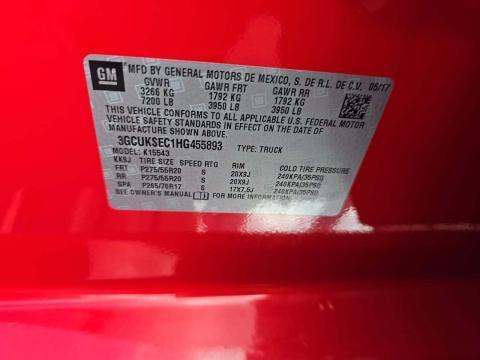 GM
MFD BY GENERAL MOTORS DE MEXICO, S. DE R.L. DE C.V. 05/17
GVWR GAWR FRT GAWR RR
3266 KG 1792 KG 1792 KG
7200 LB 3950 LB 3950 LB
THIS VEHICLE CONFORMS TO ALL APPLICABLE U.S. FEDERAL MOTOR
VEHICLE SAFETY STANDARDS IN EFFECT ON THE DATE OF
MANUFACTURE SHOWN ABOVE.
3GCUKSEC1HG455893 TYPE: TRUCK
MODEL: K15543
KK9J TIRE SIZE SPEED RTG RIM COLD TIRE PRESSURE
FRT P275/55R20 S 20X9J 240KPA(35PSI)
RR P275/55R20 S 20X9J 240KPA(35PSI)
SPA P265/70R17 S 17X7.5J 240KPA(35PSI)
SEE OWNER'S MANUAL FOR MORE INFORMATION.